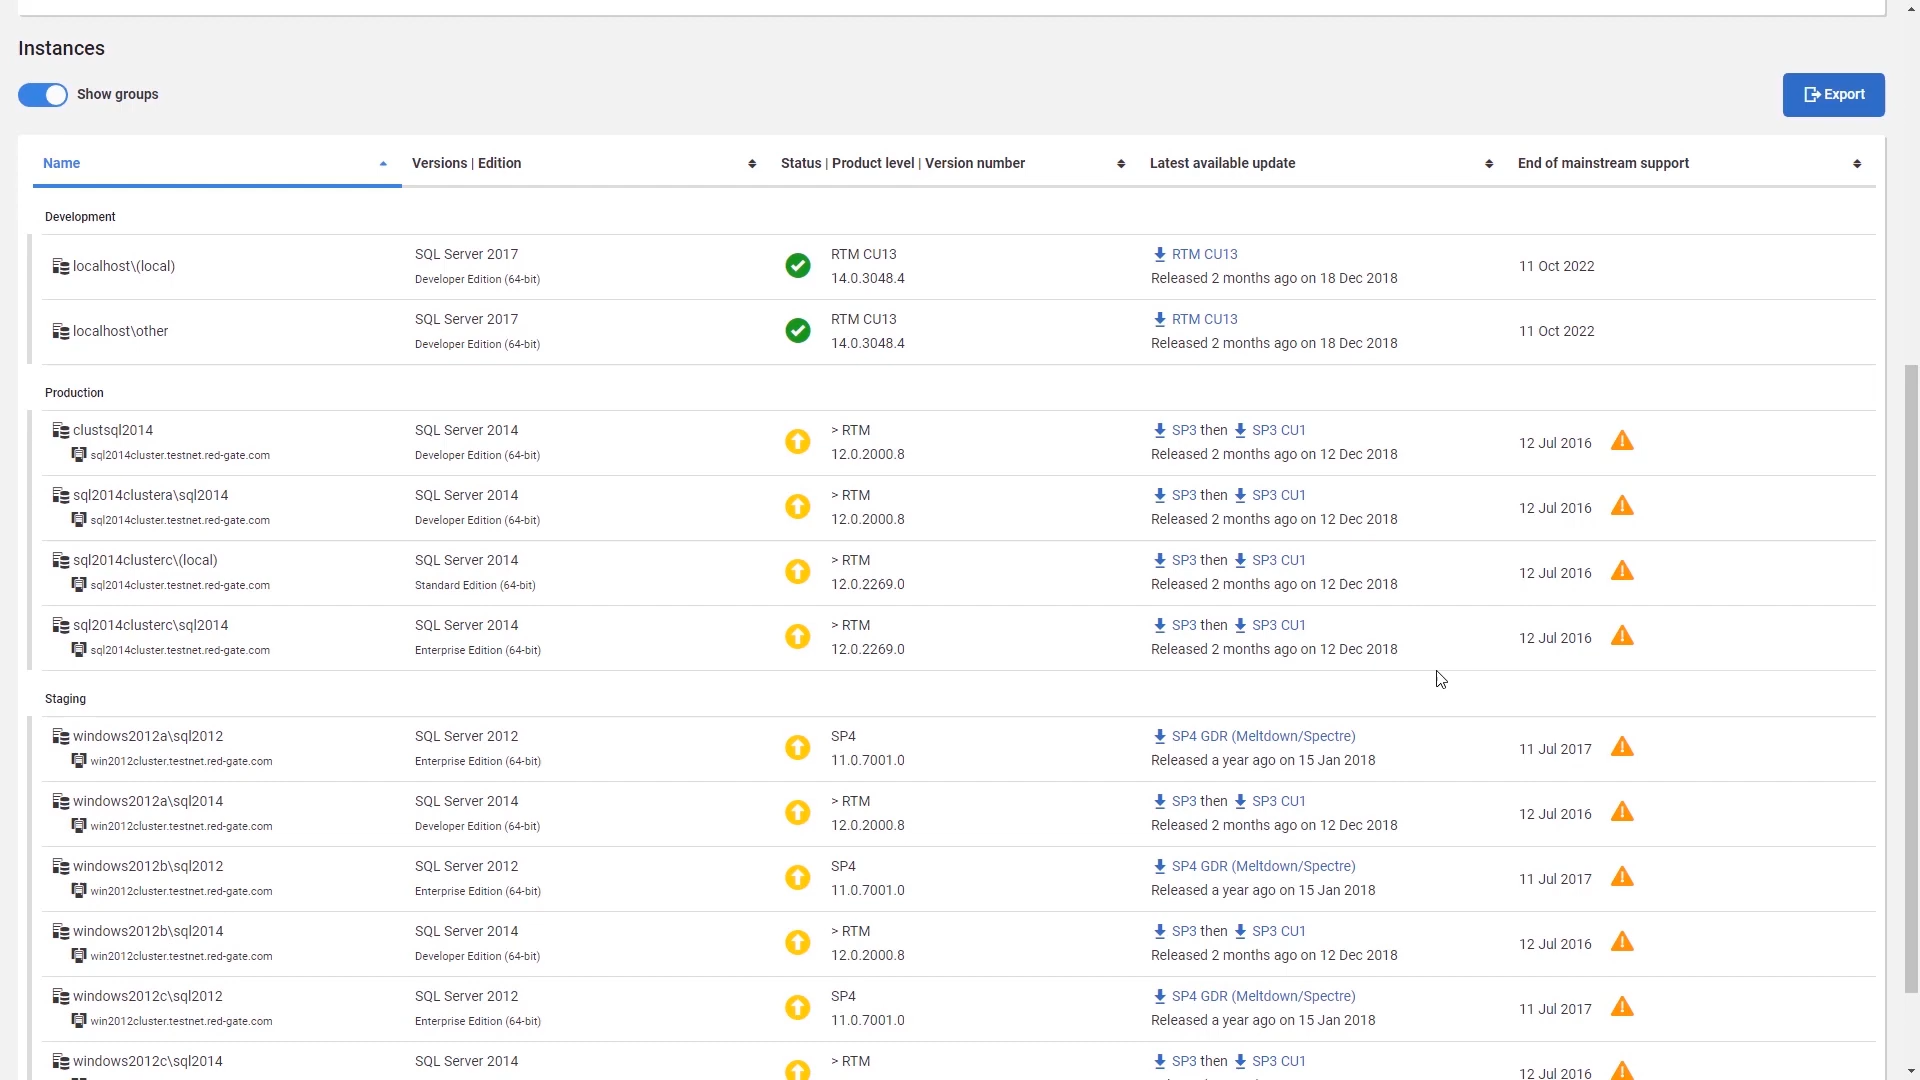 Instances
Show groups
Export
Name Versions | Edition Status | Product level | Version number Latest available update End of mainstream support
Development
localhost\(local) SQL Server 2017 RTM CU13 RTM CU13 11 Oct 2022
Developer Edition (64-bit) 14.0.3048.4 Released 2 months ago on 18 Dec 2018
localhost\other SQL Server 2017 RTM CU13 RTM CU13 11 Oct 2022
Developer Edition (64-bit) 14.0.3048.4 Released 2 months ago on 18 Dec 2018
Production
clustsql2014 SQL Server 2014 > RTM SP3 then SP3 CU1 12 Jul 2016
sql2014cluster.testnet.red-gate.com Developer Edition (64-bit) 12.0.2000.8 Released 2 months ago on 12 Dec 2018
sql2014clustera\sql2014 SQL Server 2014 > RTM SP3 then SP3 CU1 12 Jul 2016
sql2014cluster.testnet.red-gate.com Developer Edition (64-bit) 12.0.2000.8 Released 2 months ago on 12 Dec 2018
sql2014clusterc\(local) SQL Server 2014 > RTM SP3 then SP3 CU1 12 Jul 2016
sql2014cluster.testnet.red-gate.com Standard Edition (64-bit) 12.0.2269.0 Released 2 months ago on 12 Dec 2018
sql2014clusterc\sql2014 SQL Server 2014 > RTM SP3 then SP3 CU1 12 Jul 2016
sql2014cluster.testnet.red-gate.com Enterprise Edition (64-bit) 12.0.2269.0 Released 2 months ago on 12 Dec 2018
Staging
windows2012a\sql2012 SQL Server 2012 SP4 SP4 GDR (Meltdown/Spectre) 11 Jul 2017
win2012cluster.testnet.red-gate.com Enterprise Edition (64-bit) 11.0.7001.0 Released a year ago on 15 Jan 2018
windows2012a\sql2014 SQL Server 2014 > RTM SP3 then SP3 CU1 12 Jul 2016
win2012cluster.testnet.red-gate.com Developer Edition (64-bit) 12.0.2000.8 Released 2 months ago on 12 Dec 2018
windows2012b\sql2012 SQL Server 2012 SP4 SP4 GDR (Meltdown/Spectre) 11 Jul 2017
win2012cluster.testnet.red-gate.com Enterprise Edition (64-bit) 11.0.7001.0 Released a year ago on 15 Jan 2018
windows2012b\sql2014 SQL Server 2014 > RTM SP3 then SP3 CU1 12 Jul 2016
win2012cluster.testnet.red-gate.com Developer Edition (64-bit) 12.0.2000.8 Released 2 months ago on 12 Dec 2018
windows2012c\sql2012 SQL Server 2012 SP4 SP4 GDR (Meltdown/Spectre) 11 Jul 2017
win2012cluster.testnet.red-gate.com Enterprise Edition (64-bit) 11.0.7001.0 Released a year ago on 15 Jan 2018
windows2012c\sql2014 SQL Server 2014 > RTM SP3 then SP3 CU1 12 Jul 2016